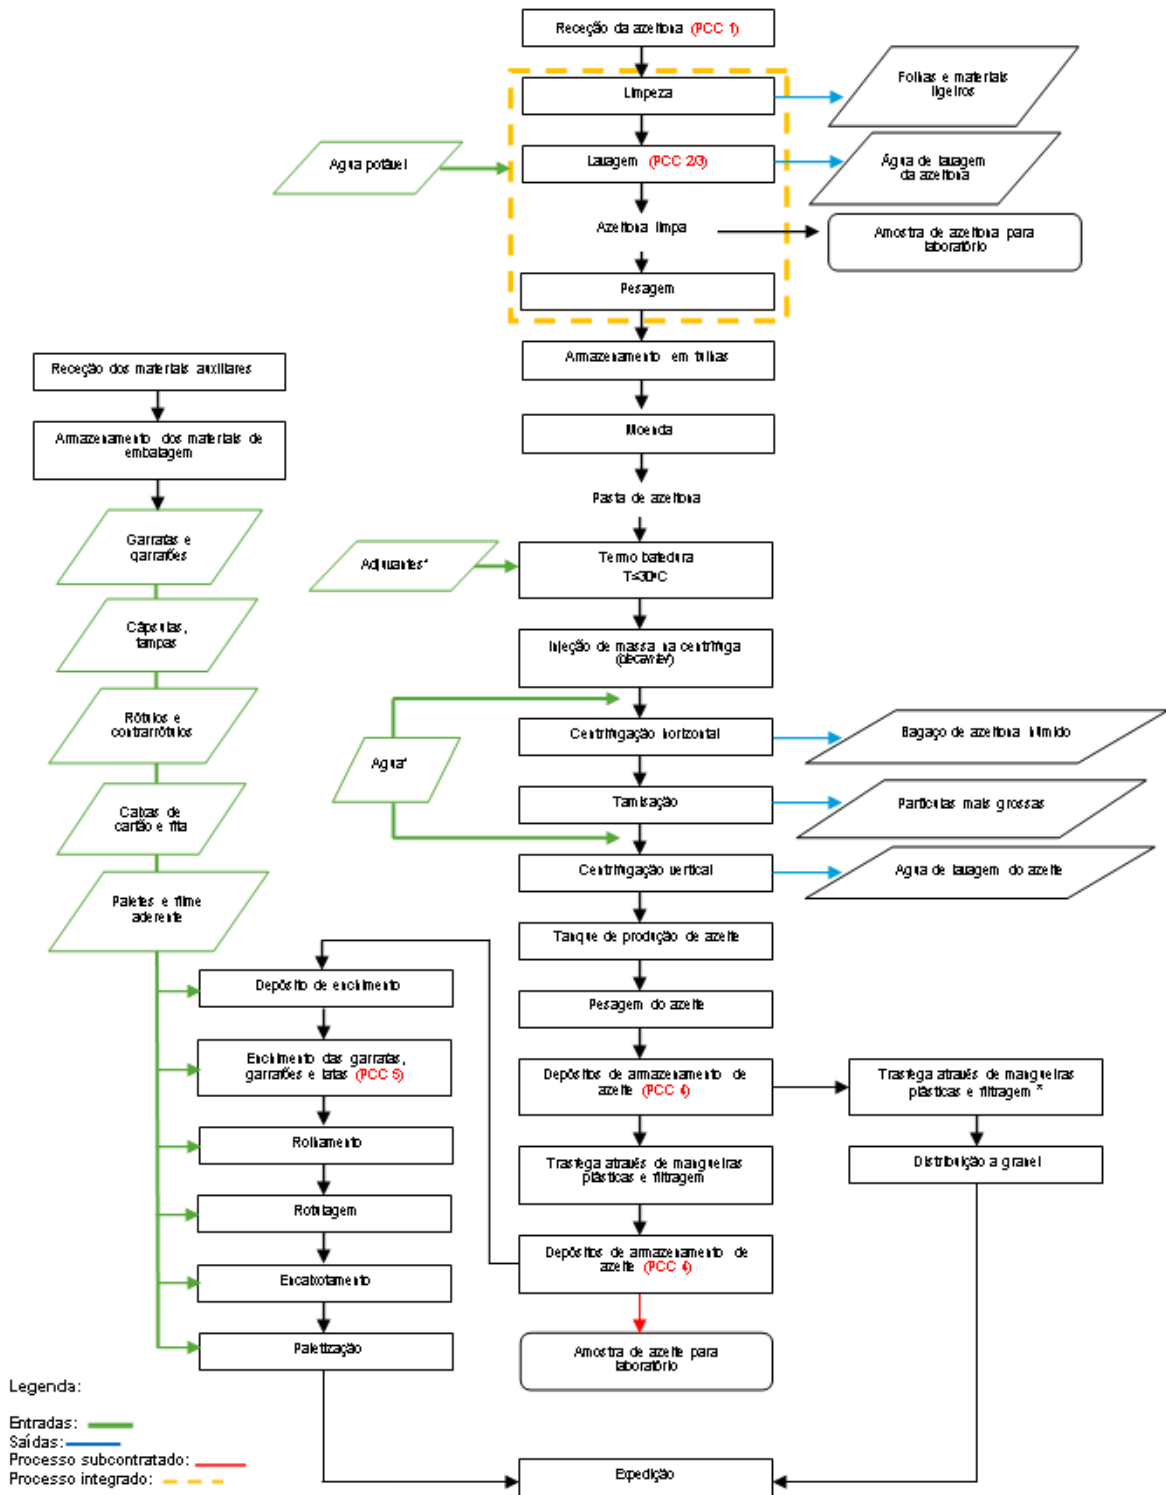 Receção da azeitona (PCC 1)
Limpeza
Folhas e materiais
ligeiros
Água potável
Lavagem (PCC 2/3)
Água de lavagem
da azeitona
Azeitona limpa
Amostra de azeitona para
laboratório
Pesagem
Armazenamento em tulhas
Moenda
Pasta de azeitona
Adjuvantes*
Termo batedura
T≤30ºC
Injeção de massa na centrífuga
(decanter)
Água*
Centrifugação horizontal
Bagaço de azeitona húmido
Tamisação
Partículas mais grossas
Centrifugação vertical
Água de lavagem do azeite
Tanque de produção de azeite
Pesagem do azeite
Depósitos de armazenamento de
azeite (PCC 4)
Trasfega através de mangueiras
plásticas e filtragem *
Distribuição a granel
Trasfega através de mangueiras
plásticas e filtragem
Depósitos de armazenamento de
azeite (PCC 4)
Amostra de azeite para
laboratório
Receção dos materiais auxiliares
Armazenamento dos materiais de
embalagem
Garrafas e
garrafões
Cápsulas,
tampas
Rótulos e
contrarrótulos
Caixas de
cartão e fita
Paletes e filme
aderente
Depósito de enchimento
Enchimento das garrafas,
garrafões e latas (PCC 5)
Rolhamento
Rotulagem
Encaixotamento
Paletização
Expedição
Legenda:
Entradas:
Saídas:
Processo subcontratado:
Processo integrado: